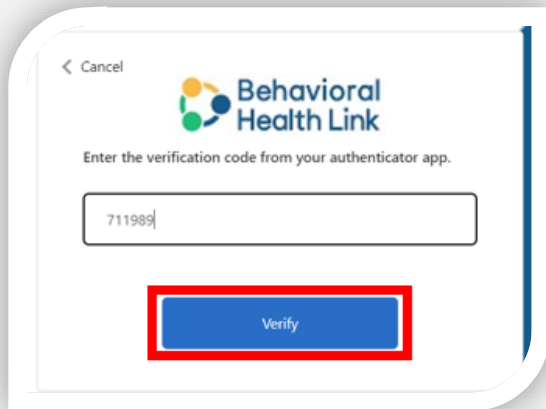 Cancel
Behavioral
Health Link
Enter the verification code from your authenticator app.
711989
Verify